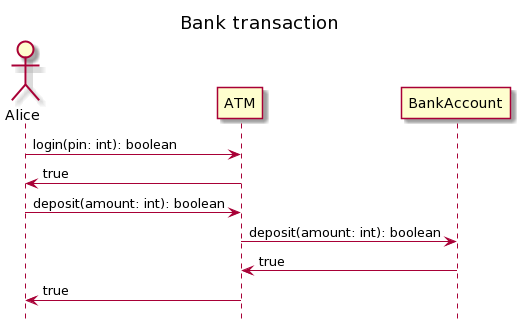 Bank transaction
Alice
ATM
BankAccount
login(pin: int): boolean
true
deposit(amount: int): boolean
deposit(amount: int): boolean
true
true